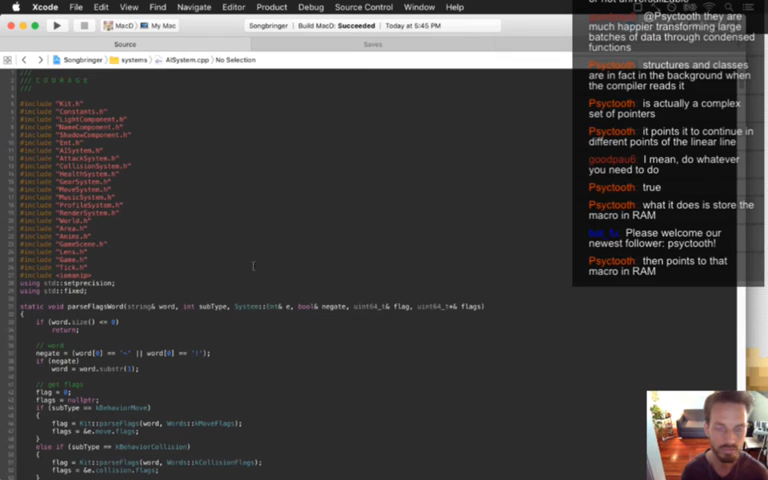 Xcode File Edit View Find Navigate Editor Product Debug Source Control Window Help
MacD My Mac
Songbringer Build MacD: Succeeded Today at 5:45 PM
Source
Saves
Songbringer systems AISystem.cpp No Selection
///
/// C O U R A G E
///
#include "Kit.h"
#include "Constants.h"
#include "LightComponent.h"
#include "NameComponent.h"
#include "ShadowComponent.h"
#include "Ent.h"
#include "AISystem.h"
#include "AttackSystem.h"
#include "CollisionSystem.h"
#include "HealthSystem.h"
#include "GearSystem.h"
#include "MoveSystem.h"
#include "MusicSystem.h"
#include "ProfileSystem.h"
#include "RenderSystem.h"
#include "World.h"
#include "Area.h"
#include "Anims.h"
#include "GameScene.h"
#include "Lens.h"
#include "Game.h"
#include "Tick.h"
#include <iomanip>
using std::setprecision;
using std::fixed;
static void parseFlagsWord(string& word, int subType, System::Ent& e, bool& negate, uint64_t& flag, uint64_t*& flags)
{
if (word.size() <= 0)
return;
// word
negate = (word[0] == '~' || word[0] == '!');
if (negate)
word = word.substr(1);
// get flags
flag = 0;
flags = nullptr;
if (subType == kBehaviorMove)
{
flag = Kit::parseFlags(word, Words::kMoveFlags);
flags = &e.move.flags;
}
else if (subType == kBehaviorCollision)
{
flag = Kit::parseFlags(word, Words::kCollisionFlags);
flags = &e.collision.flags;
}
@Psyctooth they are
much happier transforming large
batches of data through condensed
functions
Psyctooth structures and classes
are in fact in the background when
the compiler reads it
Psyctooth is actually a complex
set of pointers
Psyctooth it points it to continue in
different points of the linear line
goodpau6 I mean, do whatever
you need to do
Psyctooth true
Psyctooth what it does is store the
macro in RAM
Please welcome our
newest follower: psyctooth!
Psyctooth then points to that
macro in RAM